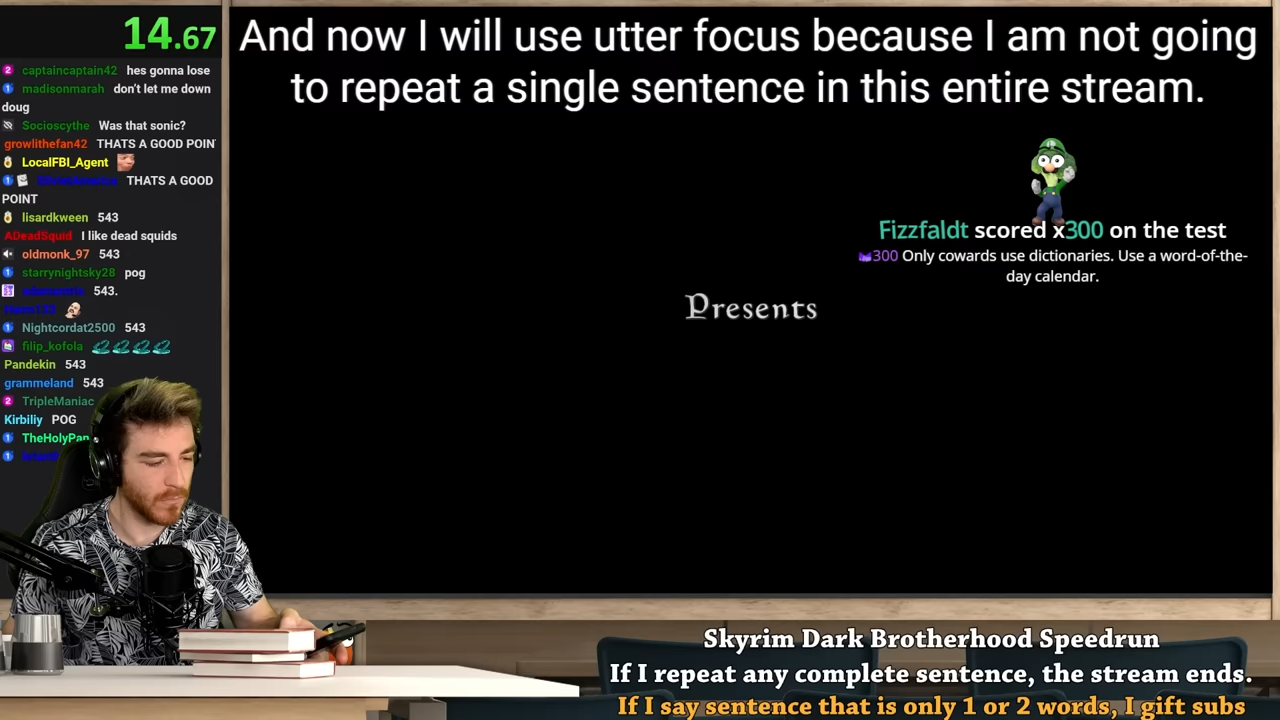 14.67
And now I will use utter focus because I am not going
to repeat a single sentence in this entire stream.
captaincaptain42 hes gonna lose
madisonmarah don't let me down
doug
Socioscythe Was that sonic?
growlithefan42 THATS A GOOD POIN
LocalFBI_Agent
THATS A GOOD
POINT
lisardkween 543
ADeadSquid I like dead squids
oldmonk_97 543
starrynightsky28 pog
543.
Nightcordat2500 543
filip_kofola
Pandekin 543
grammeland 543
TripleManiac
Kirbiliy POG
TheHolyPan
Fizzfaldt scored x300 on the test
300 Only cowards use dictionaries. Use a word-of-the-
day calendar.
Presents
Skyrim Dark Brotherhood Speedrun
If I repeat any complete sentence, the stream ends.
If I say sentence that is only 1 or 2 words, I gift subs